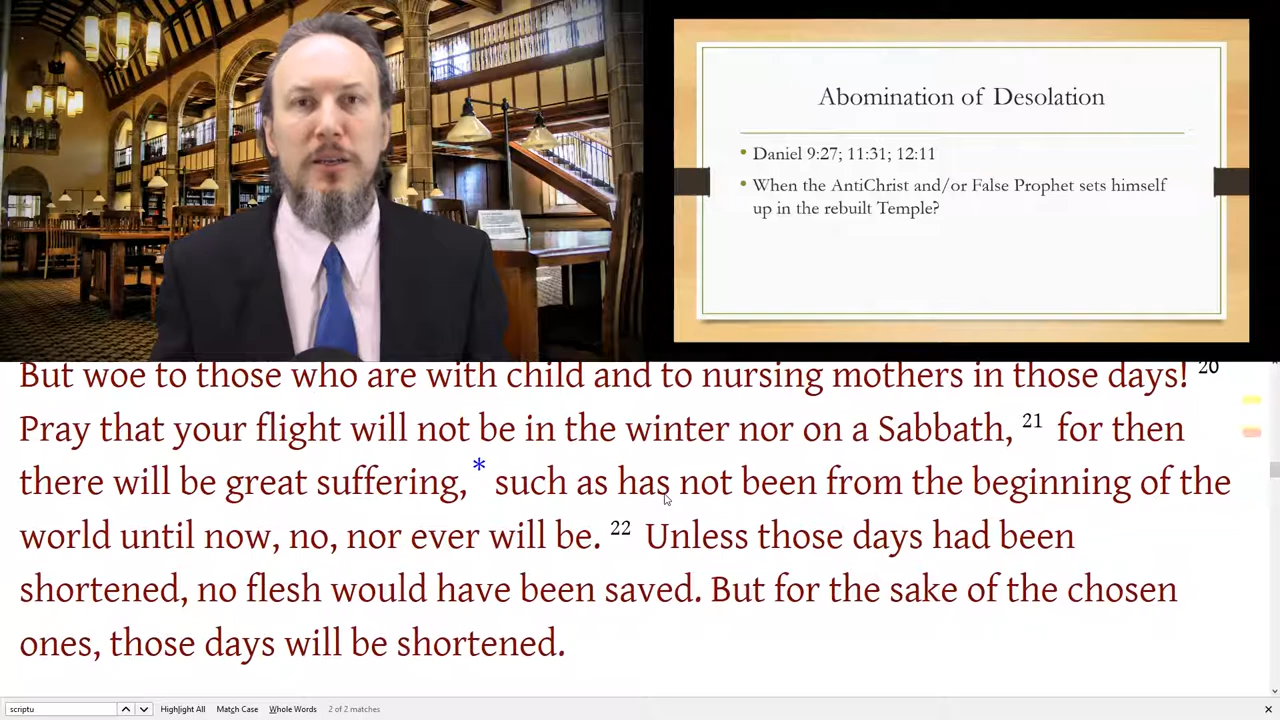 Abomination of Desolation
• Daniel 9:27; 11:31; 12:11
• When the AntiChrist and/or False Prophet sets himself
up in the rebuilt Temple?
But woe to those who are with child and to nursing mothers in those days! 20
Pray that your flight will not be in the winter nor on a Sabbath, 21 for then
there will be great suffering,* such as has not been from the beginning of the
world until now, no, nor ever will be. 22 Unless those days had been
shortened, no flesh would have been saved. But for the sake of the chosen
ones, those days will be shortened.
scriptu Highlight All Match Case Whole Words 2 of 2 matches